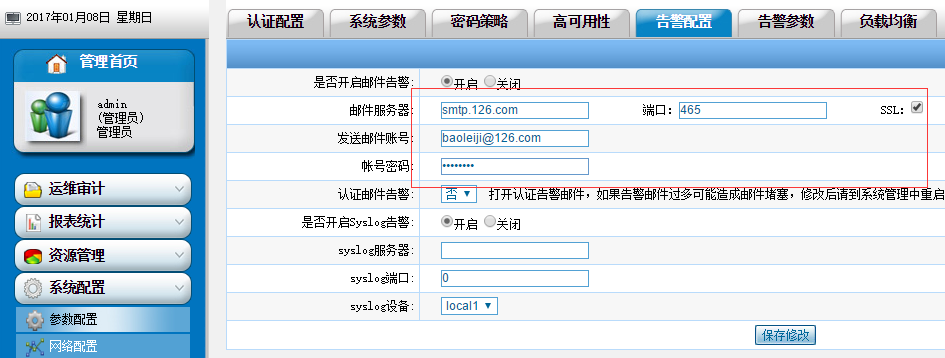 2017年01月08日 星期日
管理首页
admin
(管理员)
管理员
运维审计
报表统计
资源管理
系统配置
参数配置
网络配置
认证配置 系统参数 密码策略 高可用性 告警配置 告警参数 负载均衡
是否开启邮件告警: 开启 关闭
邮件服务器: smtp.126.com 端口: 465 SSL:
发送邮件账号: baoleiji@126.com
帐号密码: ••••••••
认证邮件告警: 否 打开认证告警邮件，如果告警邮件过多可能造成邮件堵塞，修改后请到系统管理中重启
是否开启Syslog告警: 开启 关闭
syslog服务器:
syslog端口: 0
syslog设备: local1
保存修改